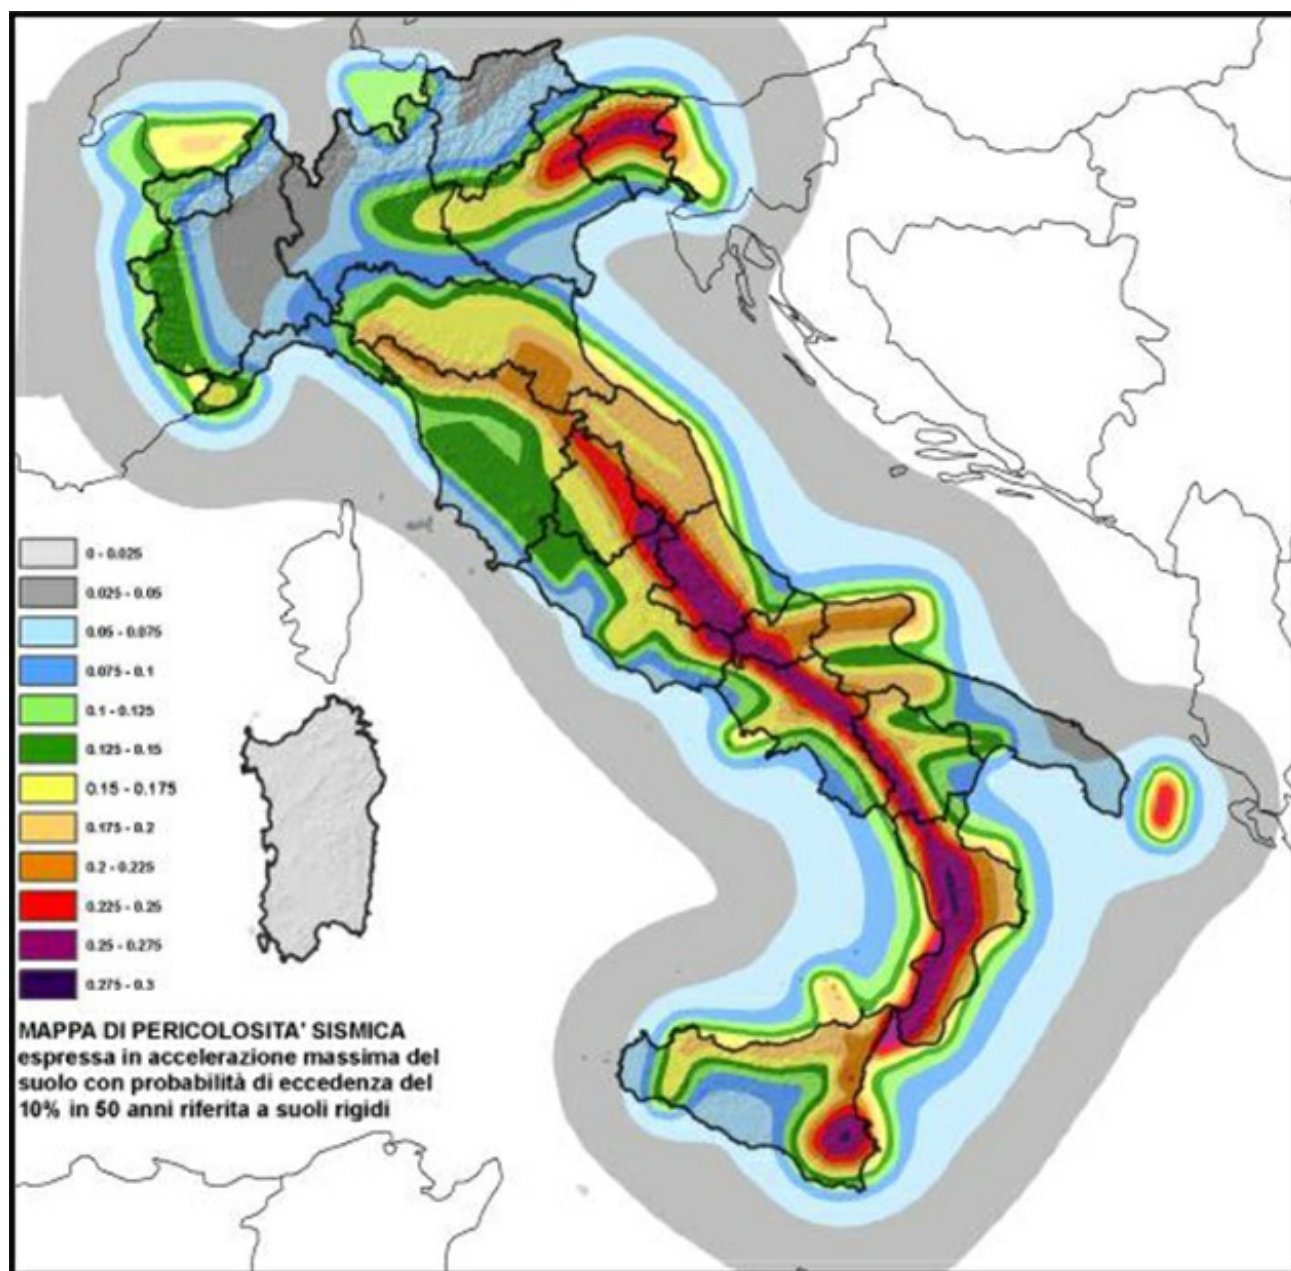 0 - 0.025
0.025 - 0.05
0.05 - 0.075
0.075 - 0.1
0.1 - 0.125
0.125 - 0.15
0.15 - 0.175
0.175 - 0.2
0.2 - 0.225
0.225 - 0.25
0.25 - 0.275
0.275 - 0.3
MAPPA DI PERICOLOSITA' SISMICA
espressa in accelerazione massima del
suolo con probabilità di eccedenza del
10% in 50 anni riferita a suoli rigidi